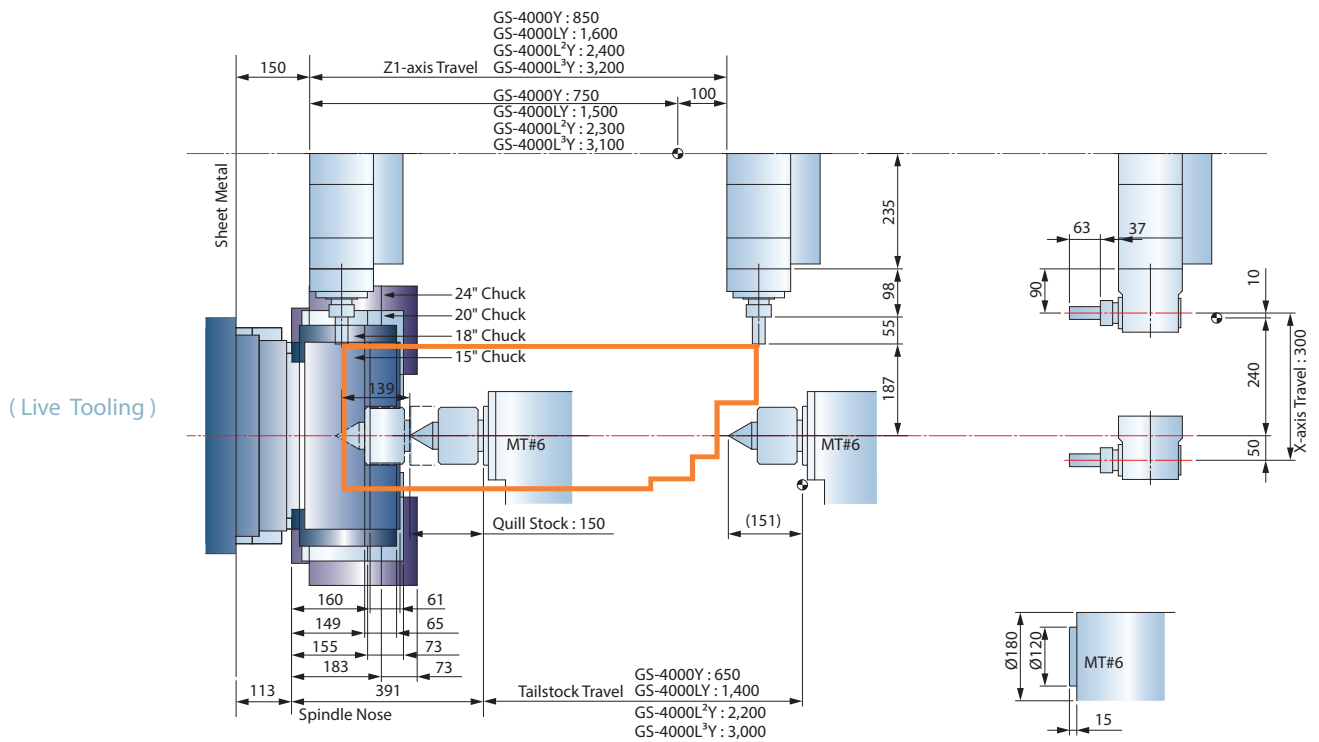 GS-4000Y : 850
GS-4000LY : 1,600
GS-4000L²Y : 2,400
150
Z1-axis Travel
GS-4000L³Y : 3,200
GS-4000Y : 750
100
GS-4000LY : 1,500
GS-4000L²Y : 2,300
GS-4000L³Y : 3,100
Sheet Metal
235
63
37
90
10
98
24" Chuck
20" Chuck
55
18" Chuck
15" Chuck
139
187
240
X-axis Travel : 300
( Live Tooling )
MT#6
MT#6
50
Quill Stock : 150
(151)
160
61
149
65
155
73
183
73
Ø180
Ø120
MT#6
GS-4000Y : 650
113
391
Tailstock Travel
GS-4000LY : 1,400
Spindle Nose
GS-4000L²Y : 2,200
GS-4000L³Y : 3,000
15